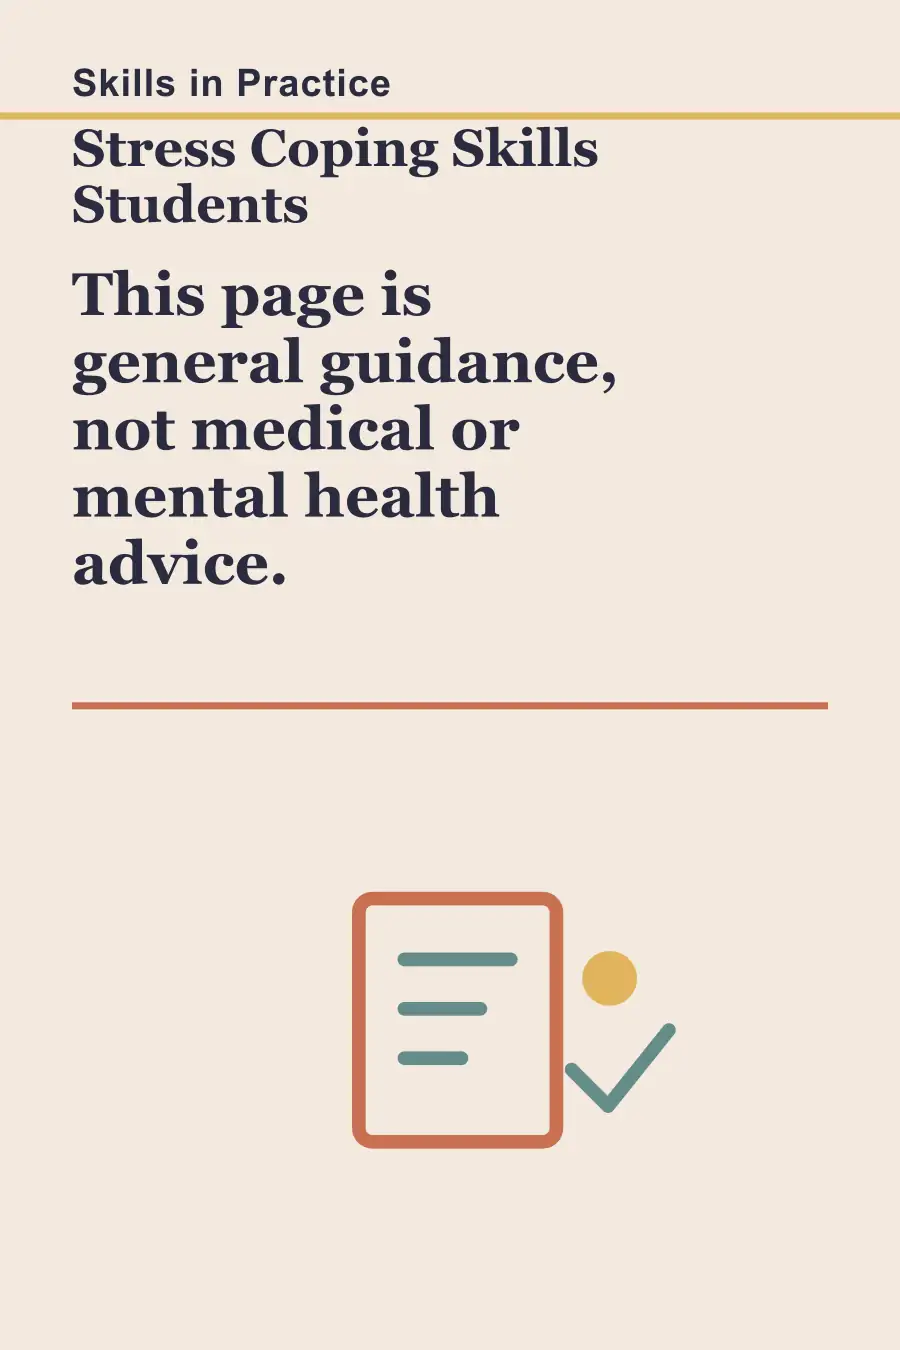 Skills in Practice
Stress Coping Skills
Students
This page is
general guidance,
not medical or
mental health
advice.